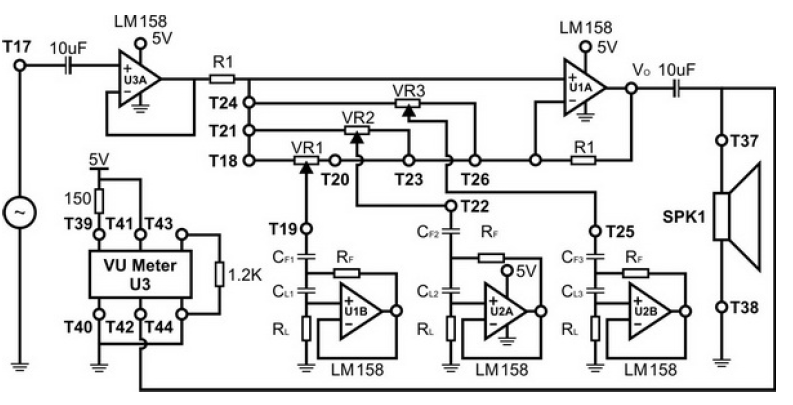 LM158
5V
T17
10uF
U3A
R1
LM158
5V
U1A
Vo
10uF
T24
VR3
T21
VR2
T18
VR1
T20
T23
T26
R1
T37
5V
150
T39
T41
T43
VU Meter
U3
1.2K
T40
T42
T44
T19
T22
T25
SPK1
T38
CF1
RF
CL1
U1B
RL
LM158
CF2
RF
5V
CL2
U2A
RL
LM158
CF3
RF
CL3
U2B
RL
LM158
+
−
+
−
+
−
+
−
+
−
~